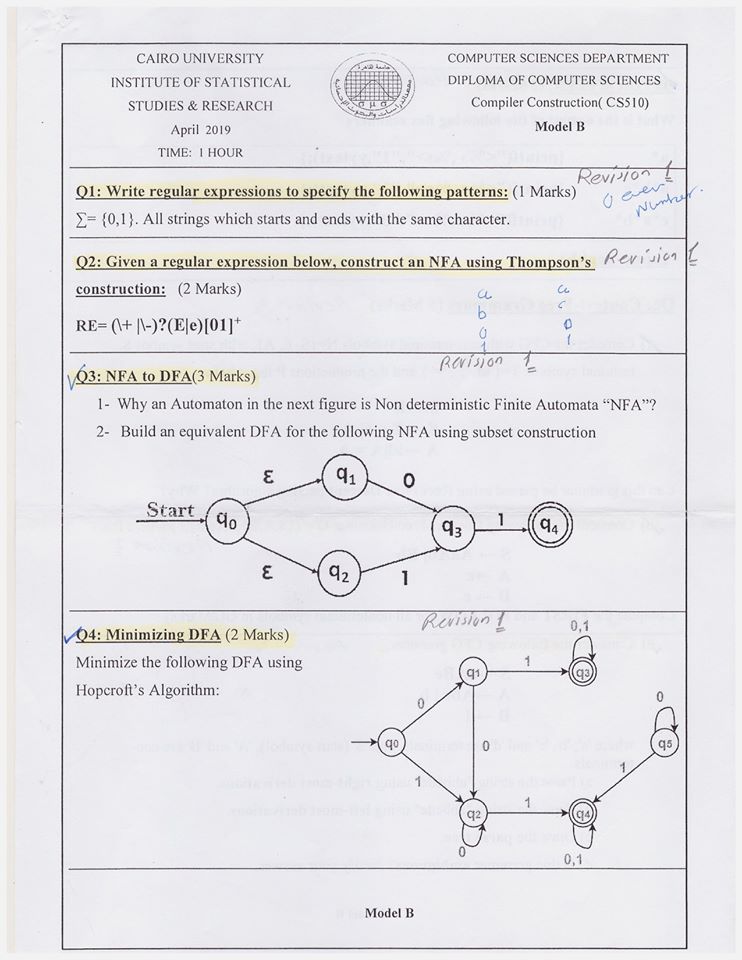 CAIRO UNIVERSITY
INSTITUTE OF STATISTICAL
STUDIES & RESEARCH
April 2019
TIME: 1 HOUR
COMPUTER SCIENCES DEPARTMENT
DIPLOMA OF COMPUTER SCIENCES
Compiler Construction( CS510)
Model B
Q1: Write regular expressions to specify the following patterns: (1 Marks)
Revision 1
0 even
Number.
∑= {0,1}. All strings which starts and ends with the same character.
Q2: Given a regular expression below, construct an NFA using Thompson's
Revision 1
construction: (2 Marks)
RE= (\+ |\-)?(E|e)[01]+
a
b
0
1
a
c
0
1
Revision 1
Q3: NFA to DFA(3 Marks)
1- Why an Automaton in the next figure is Non deterministic Finite Automata “NFA”?
2- Build an equivalent DFA for the following NFA using subset construction
Start
q0
ε
q1
0
q3
1
q4
ε
q2
1
Revision 1
Q4: Minimizing DFA (2 Marks)
Minimize the following DFA using
Hopcroft's Algorithm:
0,1
q1
1
q3
0
0
q0
0
q5
1
1
q2
1
q4
0
0,1
Model B